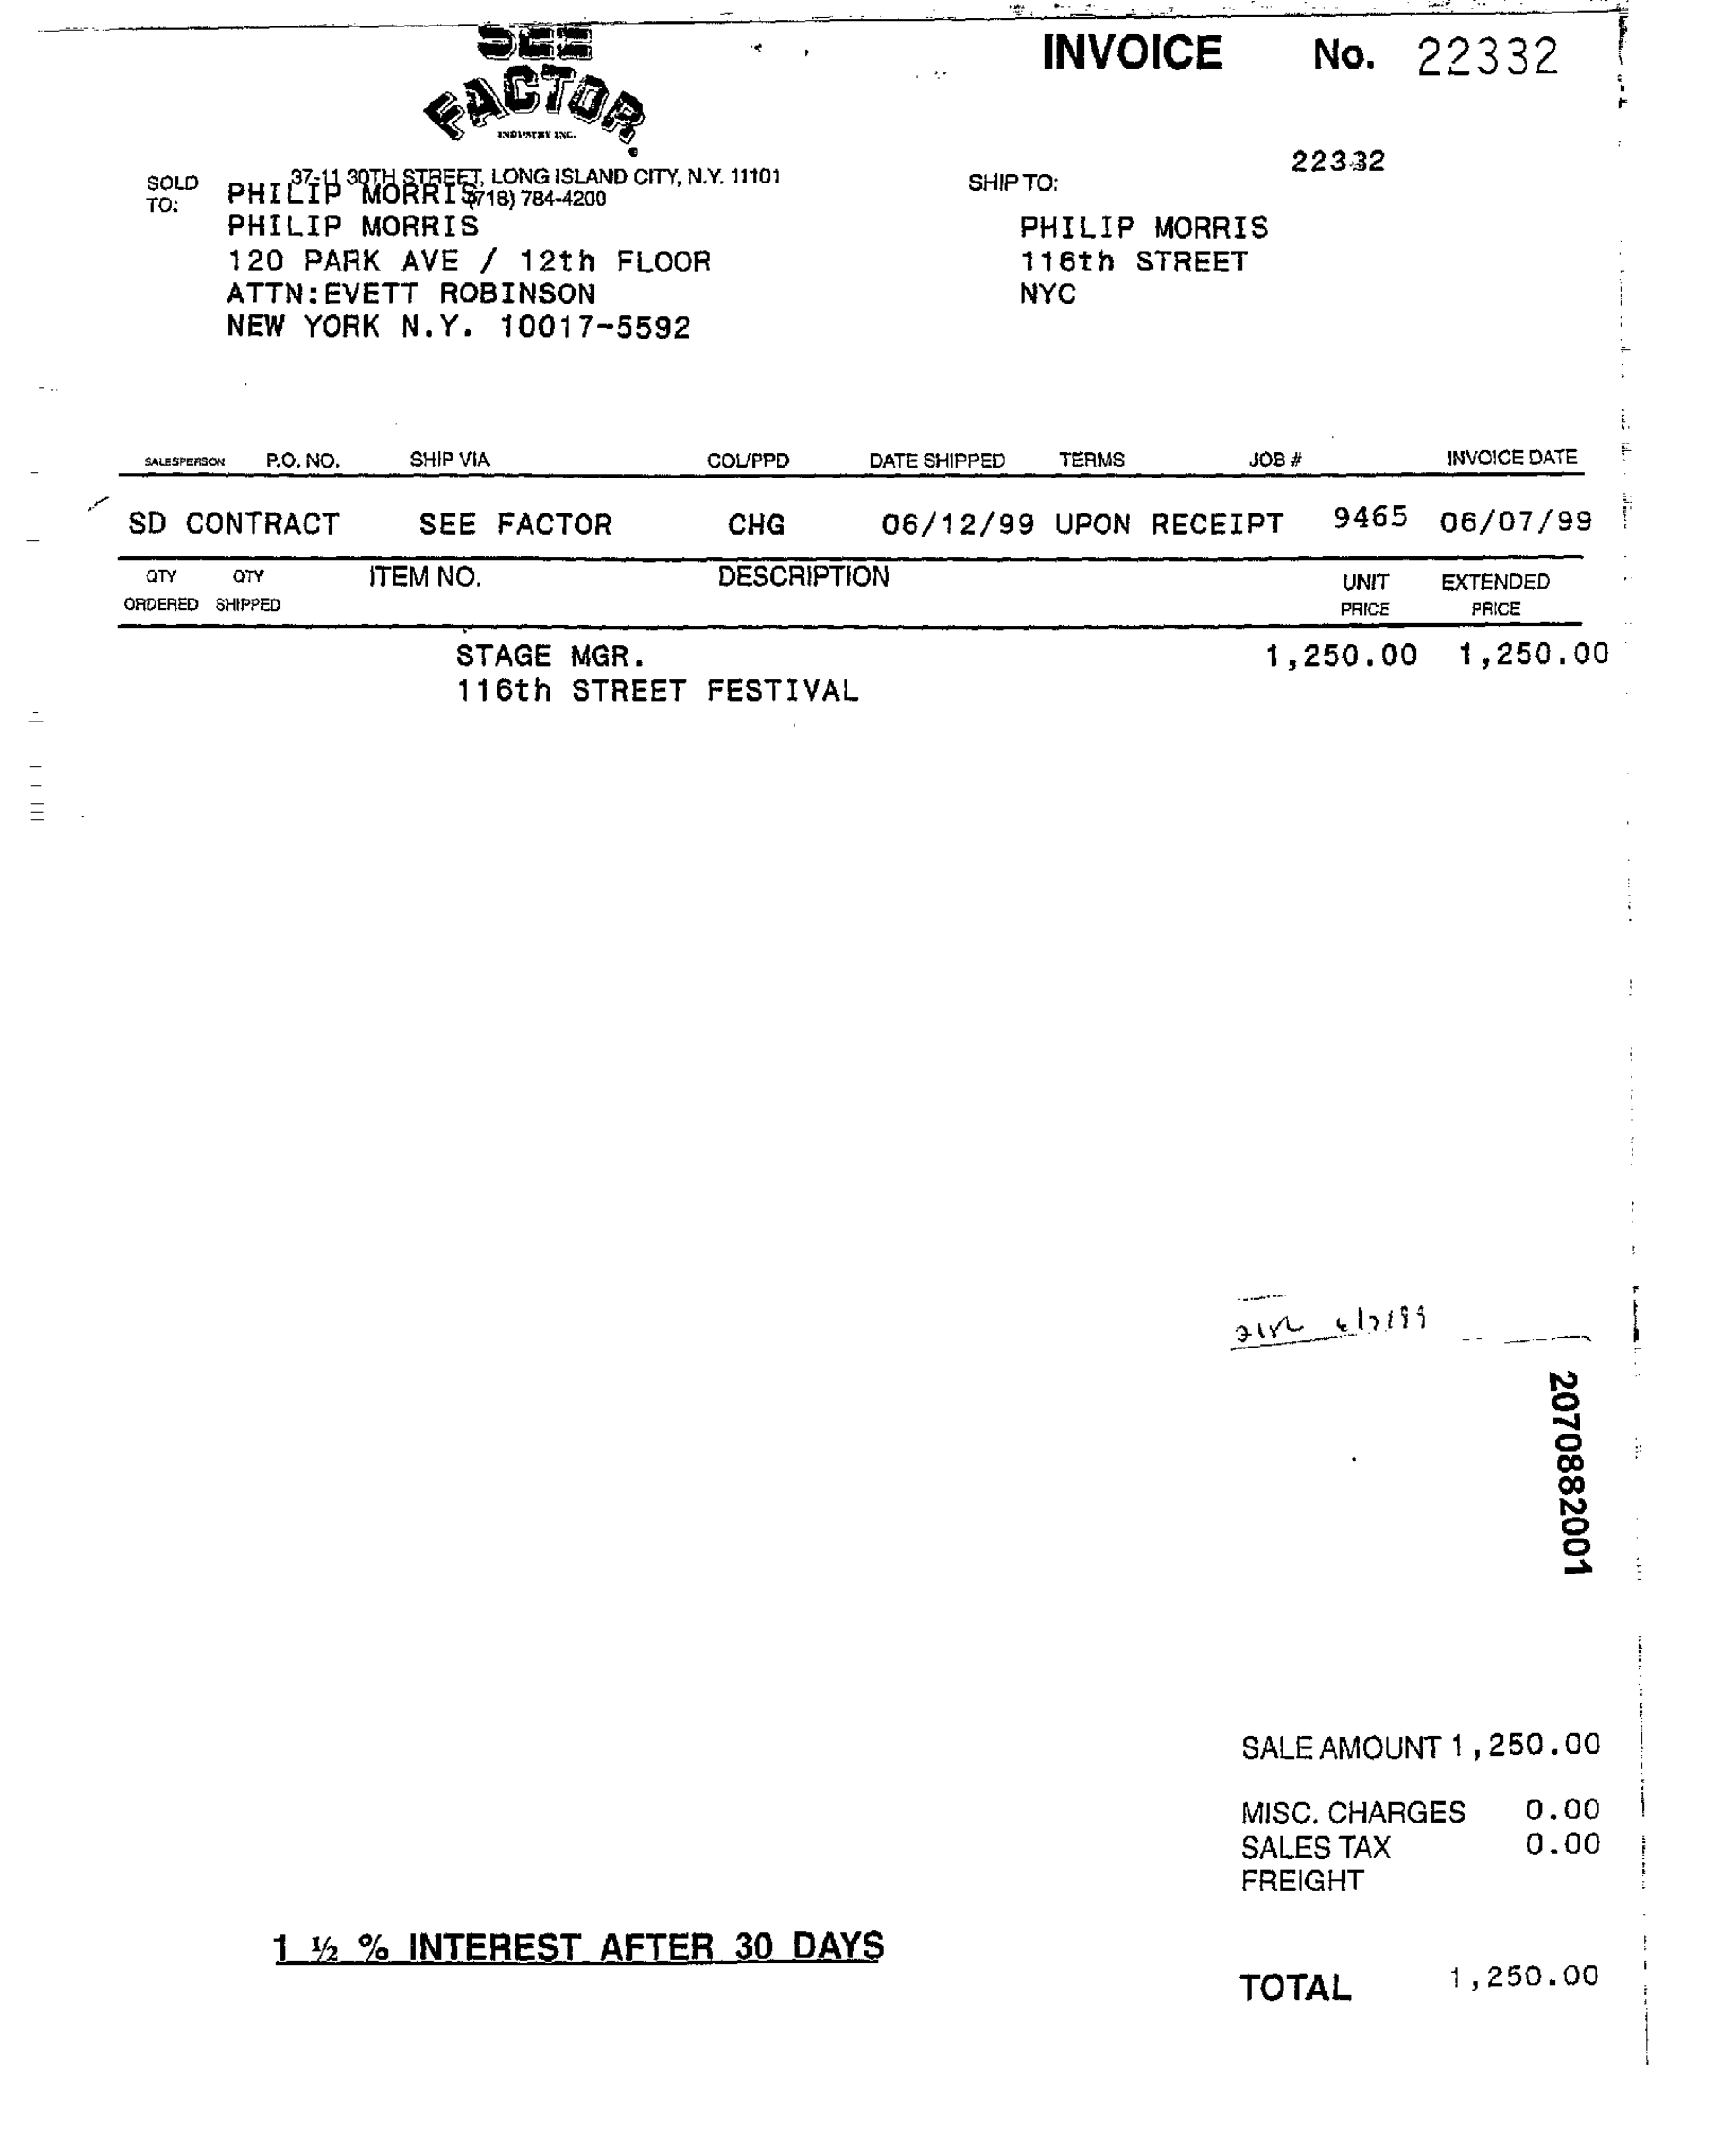 SEE
FACTOR
INDUSTRY INC.
INVOICE No. 22332
37-11 30TH STREET, LONG ISLAND CITY, N.Y. 11101
(718) 784-4200
22332
SOLD TO:
PHILIP MORRIS
PHILIP MORRIS
120 PARK AVE / 12th FLOOR
ATTN:EVETT ROBINSON
NEW YORK N.Y. 10017-5592
SHIP TO:
PHILIP MORRIS
116th STREET
NYC
SALESPERSON P.O. NO. SHIP VIA COL/PPD DATE SHIPPED TERMS JOB # INVOICE DATE
SD CONTRACT SEE FACTOR CHG 06/12/99 UPON RECEIPT 9465 06/07/99
QTY ORDERED QTY SHIPPED ITEM NO. DESCRIPTION UNIT PRICE EXTENDED PRICE
STAGE MGR. 1,250.00 1,250.00
116th STREET FESTIVAL
2070882001
SALE AMOUNT 1,250.00
MISC. CHARGES 0.00
SALES TAX 0.00
FREIGHT
1 ½ % INTEREST AFTER 30 DAYS
TOTAL 1,250.00